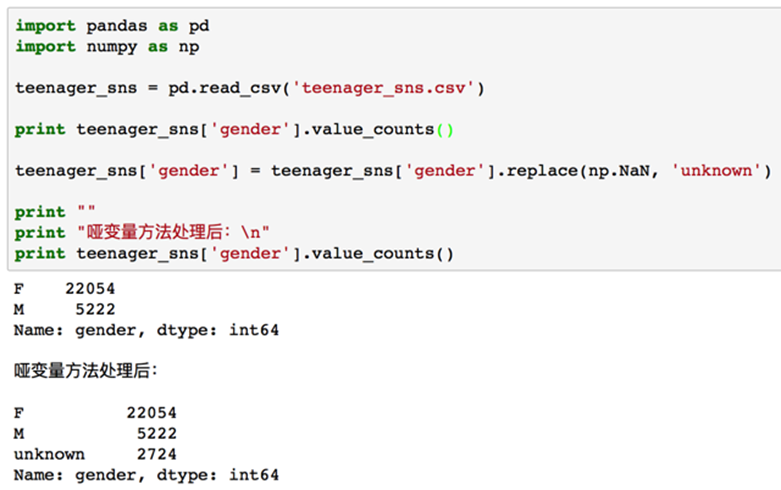 import pandas as pd
import numpy as np
teenager_sns = pd.read_csv('teenager_sns.csv')
print teenager_sns['gender'].value_counts()
teenager_sns['gender'] = teenager_sns['gender'].replace(np.NaN, 'unknown')
print ""
print "哑变量方法处理后：\n"
print teenager_sns['gender'].value_counts()
F    22054
M     5222
Name: gender, dtype: int64
哑变量方法处理后：
F          22054
M           5222
unknown     2724
Name: gender, dtype: int64